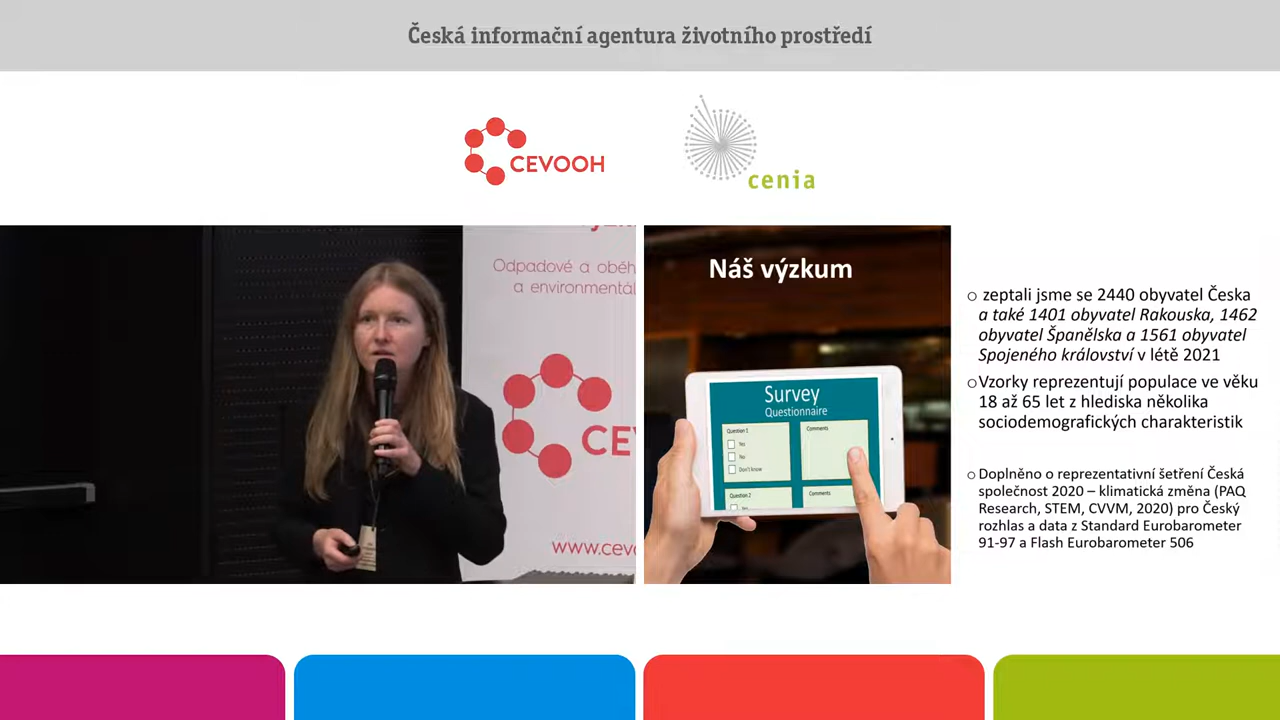 Česká informační agentura životního prostředí
CEVOOH
cenia
Odpadové a oběh
a environmentál
CEV
www.cevo
Náš výzkum
Survey
Questionnaire
Question 1
Yes
No
Don't know
Question 2
Yes
Comments
Comments
o zeptali jsme se 2440 obyvatel Česka
a také 1401 obyvatel Rakouska, 1462
obyvatel Španělska a 1561 obyvatel
Spojeného království v létě 2021
o Vzorky reprezentují populace ve věku
18 až 65 let z hlediska několika
sociodemografických charakteristik
o Doplněno o reprezentativní šetření Česká
společnost 2020 – klimatická změna (PAQ
Research, STEM, CVVM, 2020) pro Český
rozhlas a data z Standard Eurobarometer
91-97 a Flash Eurobarometer 506